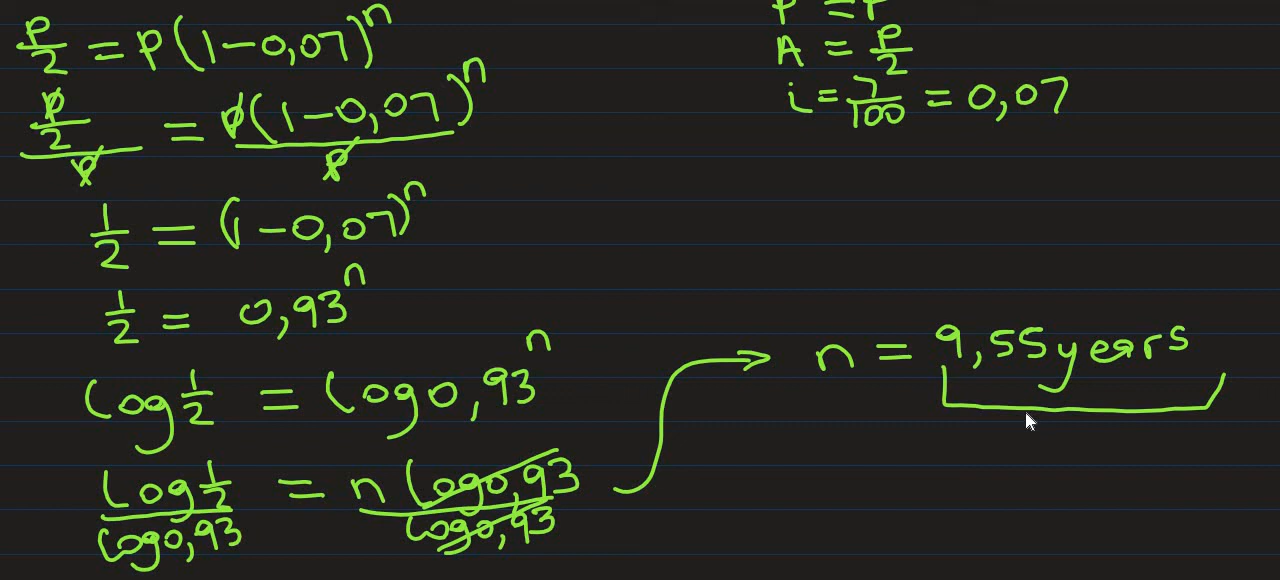 P/2 = P(1-0,07)^n
P/2/P = P(1-0,07)^n/P
1/2 = (1-0,07)^n
1/2 = 0,93^n
Log 1/2 = Log 0,93^n
Log 1/2 / Log 0,93 = n Log 0,93 / Log 0,93
P = P
A = P/2
i = 7/100 = 0,07
n = 9,55 years